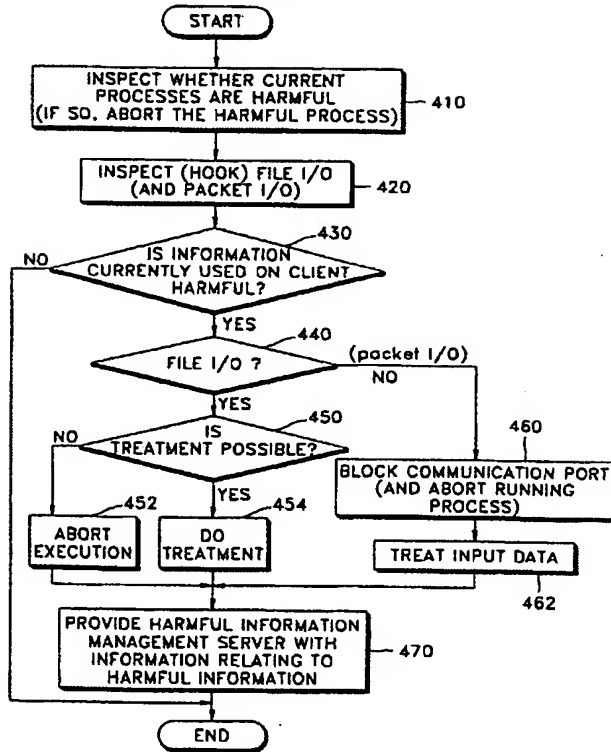 START
INSPECT WHETHER CURRENT
PROCESSES ARE HARMFUL
(IF SO, ABORT THE HARMFUL PROCESS)
410
INSPECT (HOOK) FILE I/O
(AND PACKET I/O)
420
430
IS INFORMATION
CURRENTLY USED ON CLIENT
HARMFUL?
NO
YES
440
FILE I/O ?
(packet I/O)
NO
YES
450
IS
TREATMENT POSSIBLE?
NO
YES
460
BLOCK COMMUNICATION PORT
(AND ABORT RUNNING
PROCESS)
452
ABORT
EXECUTION
454
DO
TREATMENT
TREAT INPUT DATA
462
PROVIDE HARMFUL INFORMATION
MANAGEMENT SERVER WITH
INFORMATION RELATING TO
HARMFUL INFORMATION
470
END